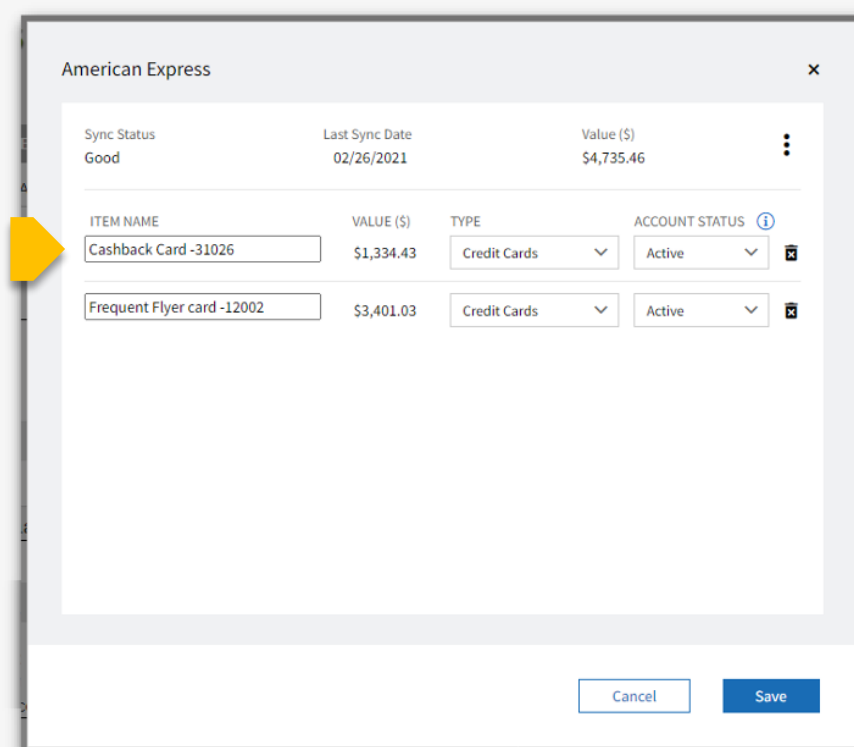 American Express
Sync Status Last Sync Date Value ($)
Good 02/26/2021 $4,735.46
ITEM NAME VALUE ($) TYPE ACCOUNT STATUS
Cashback Card -31026 $1,334.43 Credit Cards Active
Frequent Flyer card -12002 $3,401.03 Credit Cards Active
Cancel Save